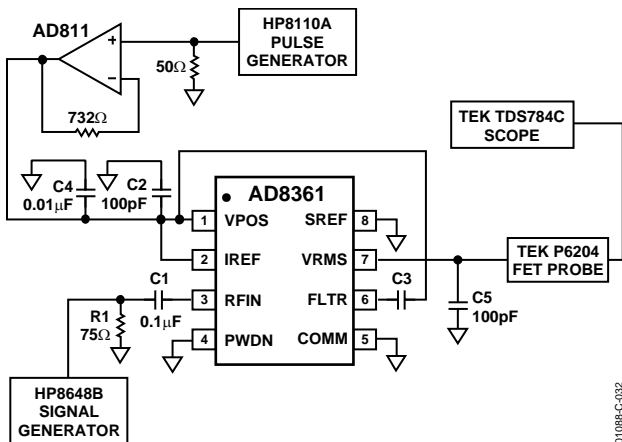 AD811
HP8110A
PULSE
GENERATOR
+
−
50Ω
732Ω
TEK TDS784C
SCOPE
C4
0.01μF
C2
100pF
AD8361
1 VPOS
SREF 8
2 IREF
VRMS 7
TEK P6204
FET PROBE
C1
0.1μF
3 RFIN
FLTR 6
C3
C5
100pF
R1
75Ω
4 PWDN
COMM 5
HP8648B
SIGNAL
GENERATOR
01088-C-032